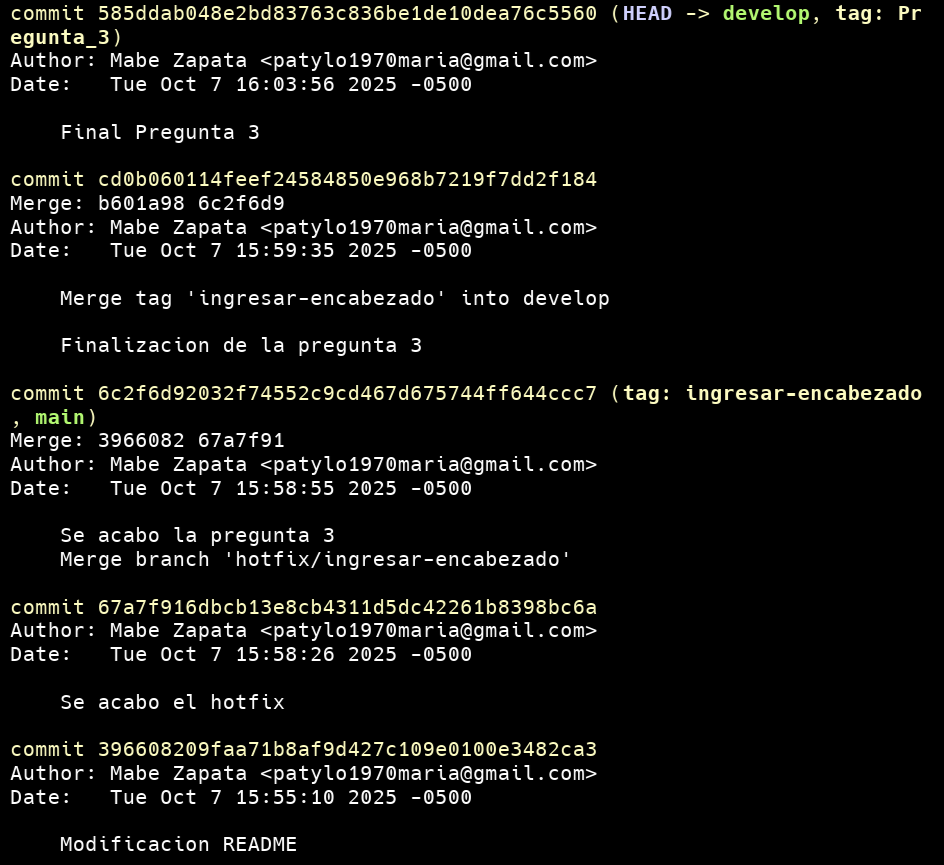 commit 585ddab048e2bd83763c836be1de10dea76c5560 (HEAD -> develop, tag: Pr
egunta_3)
Author: Mabe Zapata <patylo1970maria@gmail.com>
Date:   Tue Oct 7 16:03:56 2025 -0500
    Final Pregunta 3
commit cd0b060114feef24584850e968b7219f7dd2f184
Merge: b601a98 6c2f6d9
Author: Mabe Zapata <patylo1970maria@gmail.com>
Date:   Tue Oct 7 15:59:35 2025 -0500
    Merge tag 'ingresar-encabezado' into develop
    Finalizacion de la pregunta 3
commit 6c2f6d92032f74552c9cd467d675744ff644ccc7 (tag: ingresar-encabezado
, main)
Merge: 3966082 67a7f91
Author: Mabe Zapata <patylo1970maria@gmail.com>
Date:   Tue Oct 7 15:58:55 2025 -0500
    Se acabo la pregunta 3
    Merge branch 'hotfix/ingresar-encabezado'
commit 67a7f916dbcb13e8cb4311d5dc42261b8398bc6a
Author: Mabe Zapata <patylo1970maria@gmail.com>
Date:   Tue Oct 7 15:58:26 2025 -0500
    Se acabo el hotfix
commit 396608209faa71b8af9d427c109e0100e3482ca3
Author: Mabe Zapata <patylo1970maria@gmail.com>
Date:   Tue Oct 7 15:55:10 2025 -0500
    Modificacion README